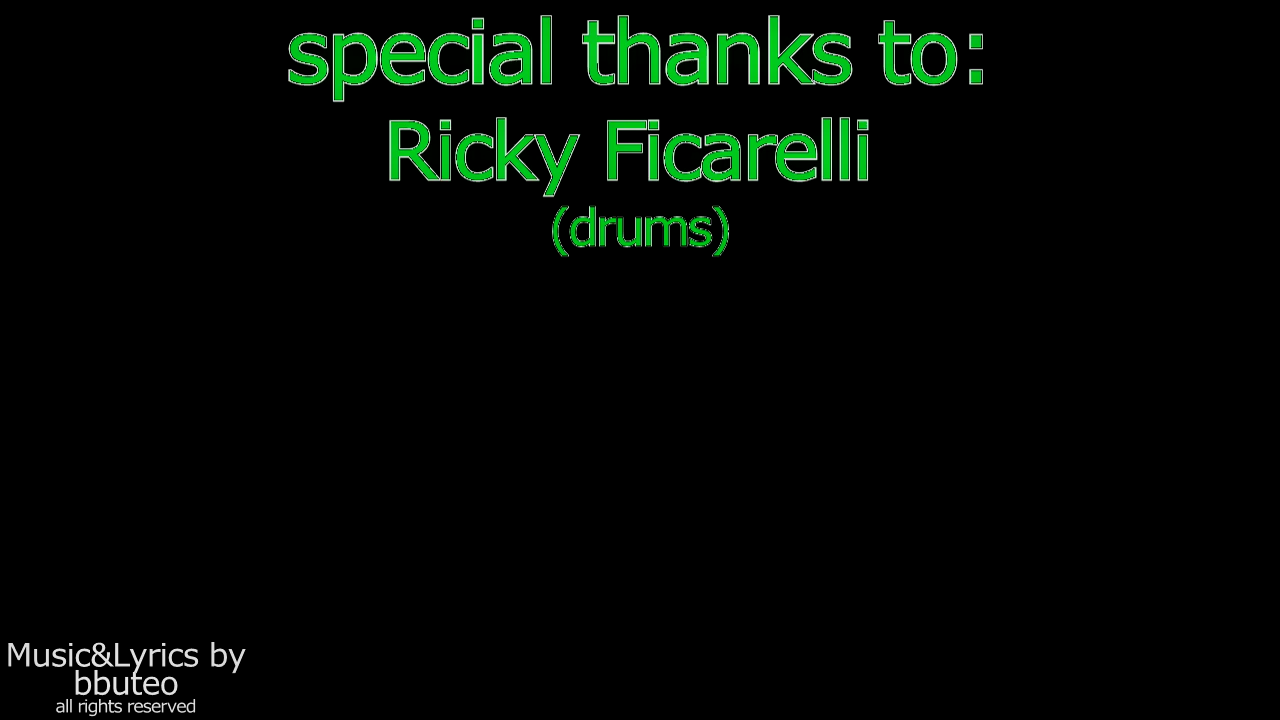 special thanks to:
Ricky Ficarelli
(drums)
Music&Lyrics by
bbuteo
all rights reserved